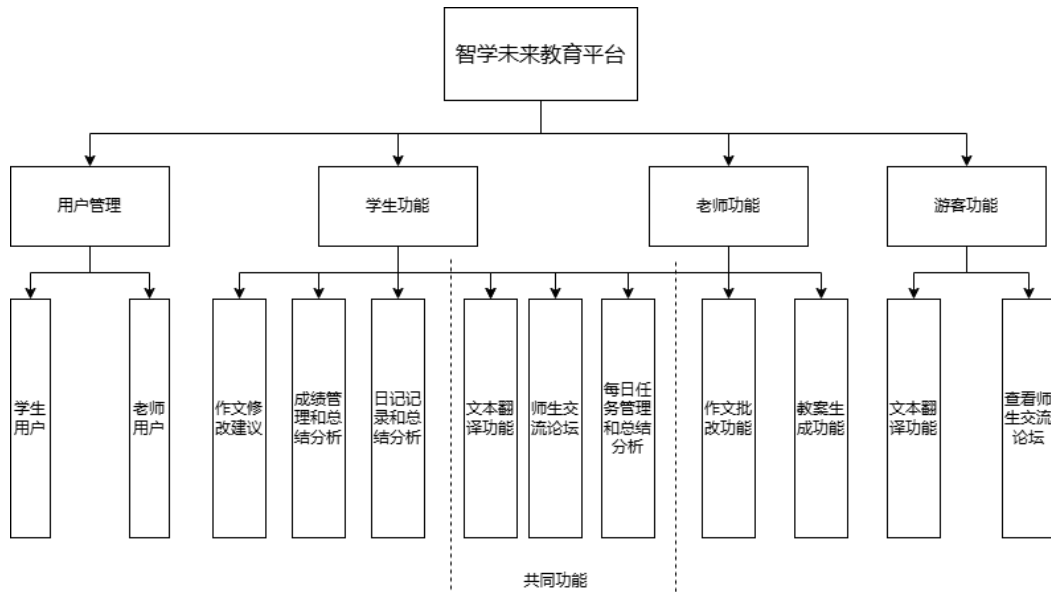 智学未来教育平台
用户管理
学生功能
老师功能
游客功能
学生
用户
老师
用户
作文修
改建议
成绩管
理和总
结分析
日记记
录和总
结分析
文本翻
译功能
师生交
流论坛
每日任
务管理
和总结
分析
作文批
改功能
教案生
成功能
文本翻
译功能
查看师
生交流
论坛
共同功能